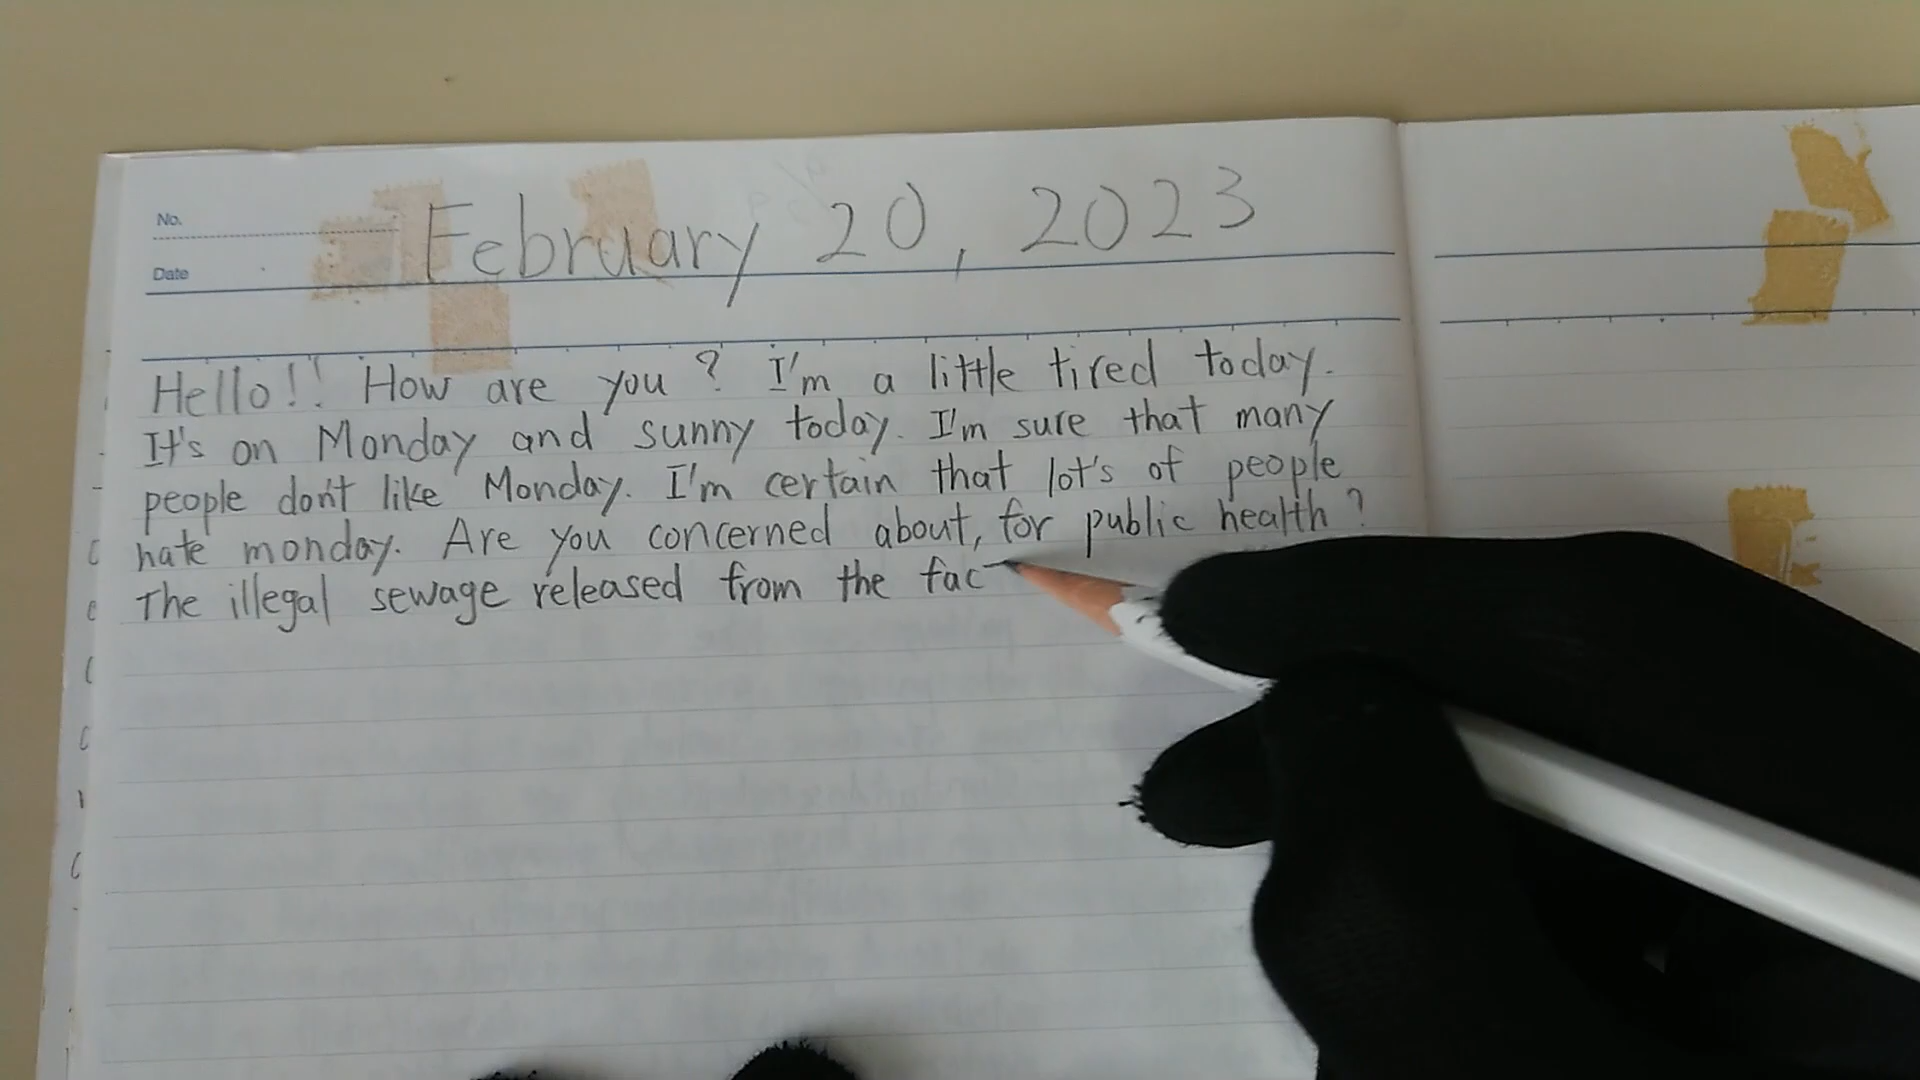 No.
Date
February 20, 2023
Hello!! How are you? I'm a little tired today.
It's on Monday and sunny today. I'm sure that many
people don't like Monday. I'm certain that lot's of people
hate monday. Are you concerned about, for public health?
The illegal sewage released from the fact